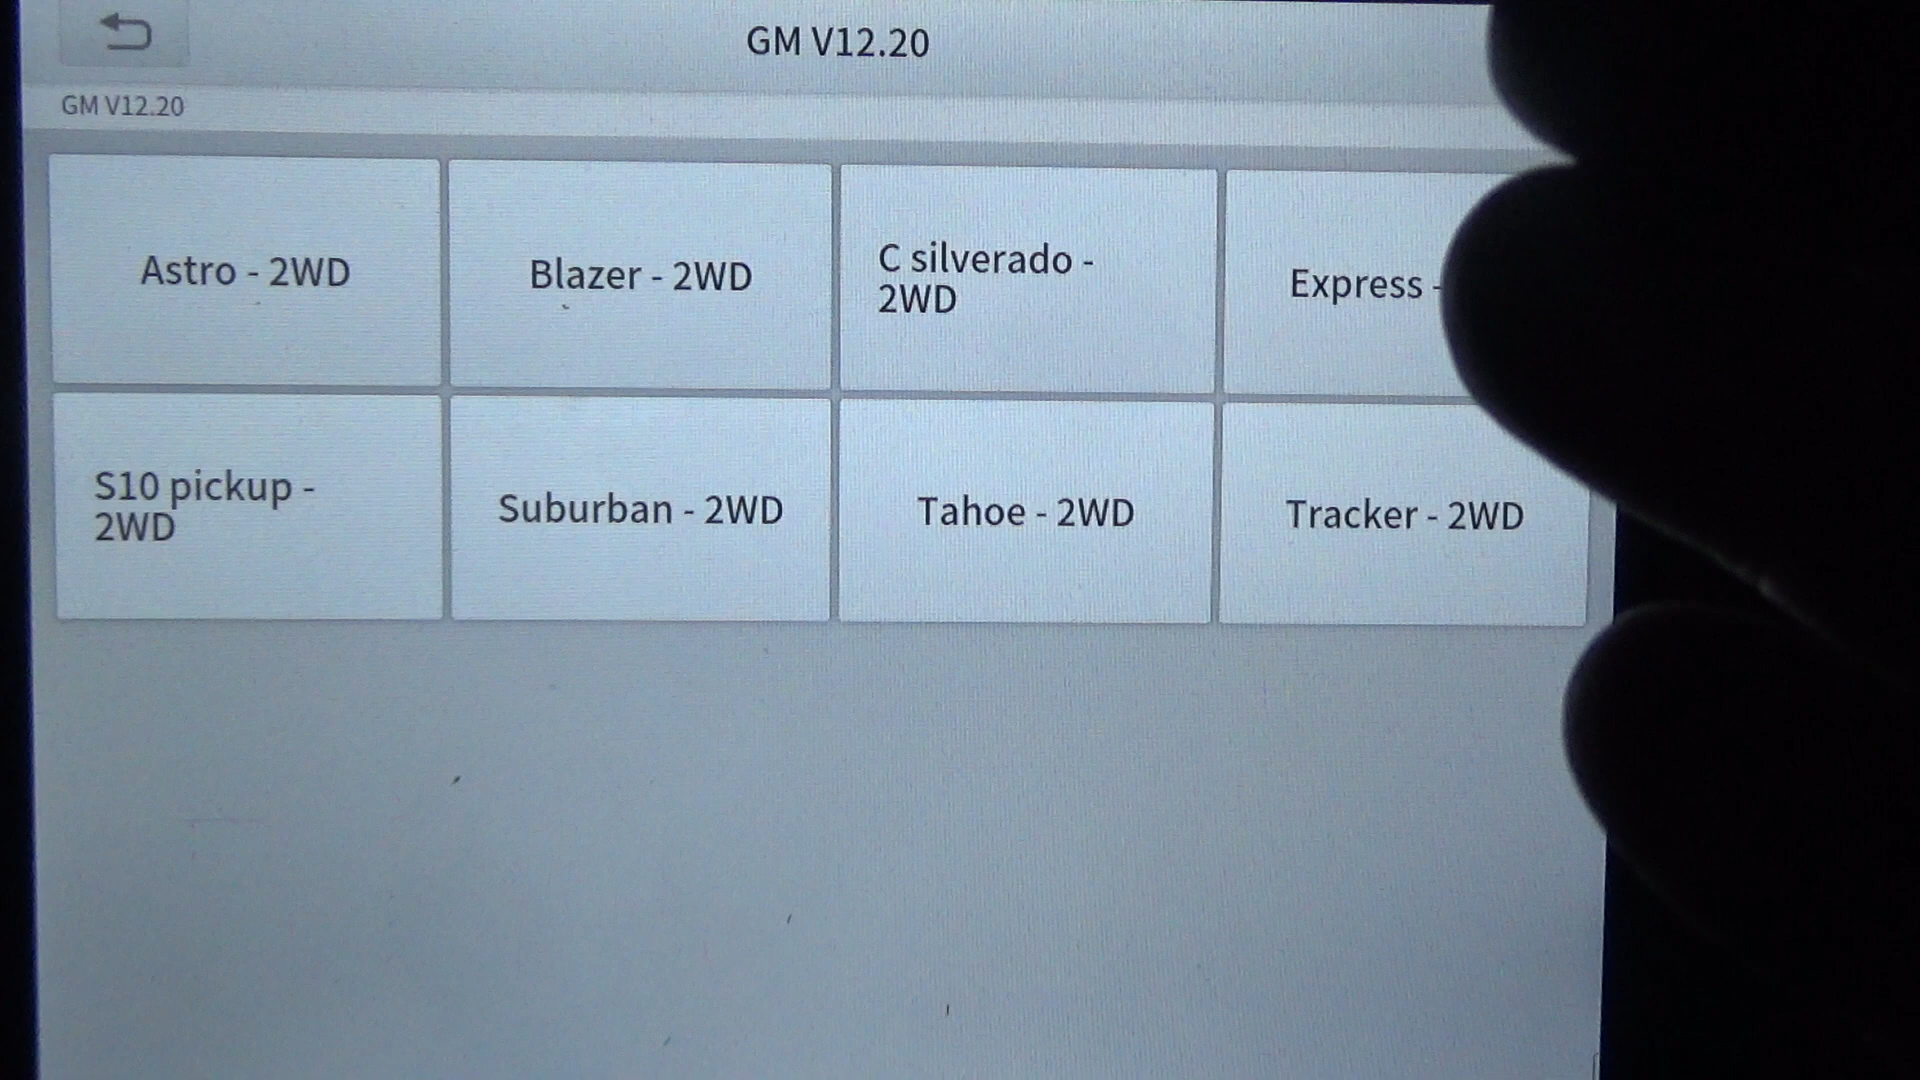 GM V12.20
GM V12.20
Astro - 2WD
Blazer - 2WD
C silverado -
2WD
Express -
S10 pickup -
2WD
Suburban - 2WD
Tahoe - 2WD
Tracker - 2WD